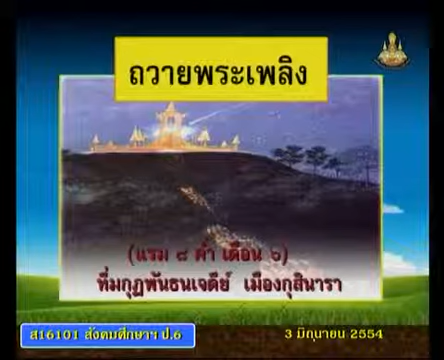 ถวายพระเพลิง
(แรม ๘ ค่ำ เดือน ๖)
ที่มกุฏพันธนเจดีย์ เมืองกุสินารา
ส16101 สังคมศึกษาฯ ป.6
3 มิถุนายน 2554